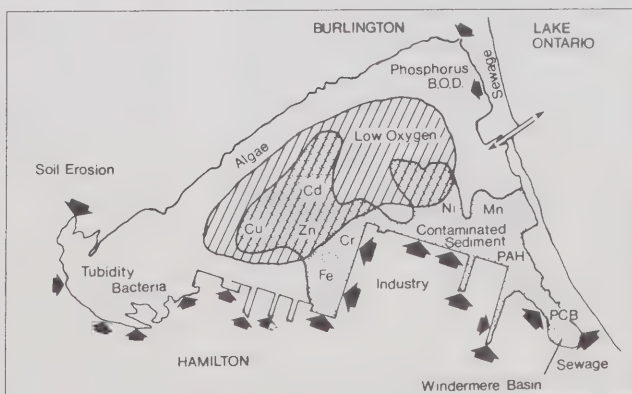 BURLINGTON
LAKE
ONTARIO
Phosphorus
B.O.D.
Sewage
Low Oxygen
Algae
Soil Erosion
Cd
Cu
Zn
Ni
Mn
Cr
Contaminated
Sediment
Fe
PAH
Tubidity
Bacteria
Industry
PCB
HAMILTON
Sewage
Windermere Basin